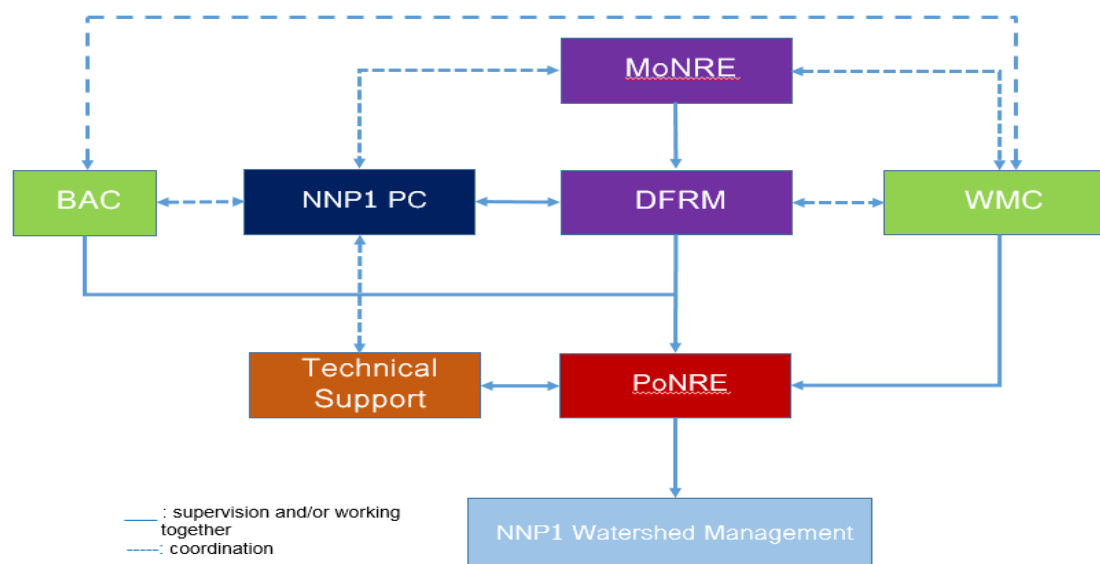 MoNRE
BAC
NNP1 PC
DFRM
WMC
Technical
Support
PoNRE
NNP1 Watershed Management
____ : supervision and/or working
together
-----: coordination